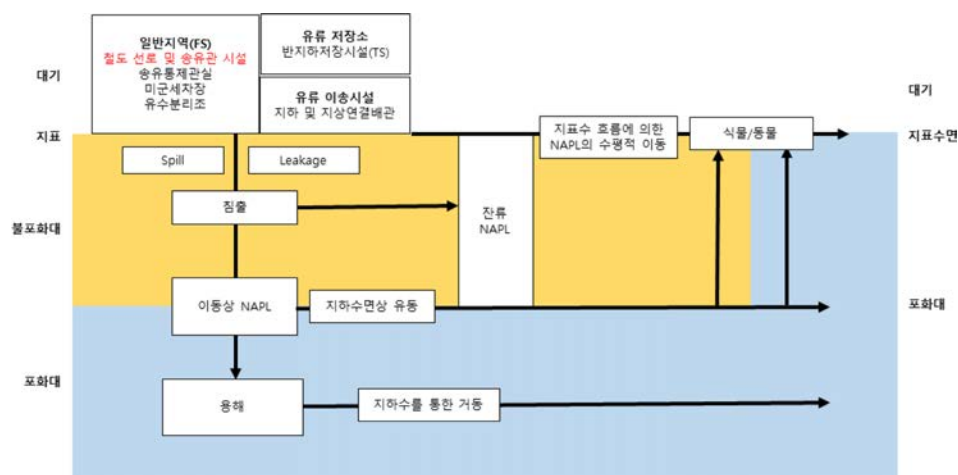 일반지역(FS)
철도 선로 및 송유관 시설
송유통제관실
미군세차장
유수분리조
유류 저장소
반지하저장시설(TS)
유류 이송시설
지하 및 지상연결배관
대기
대기
지표
지표수면
Spill
Leakage
지표수 흐름에 의한
NAPL의 수평적 이동
식물/동물
침출
잔류
NAPL
불포화대
이동상 NAPL
지하수면상 유동
포화대
포화대
용해
지하수를 통한 거동